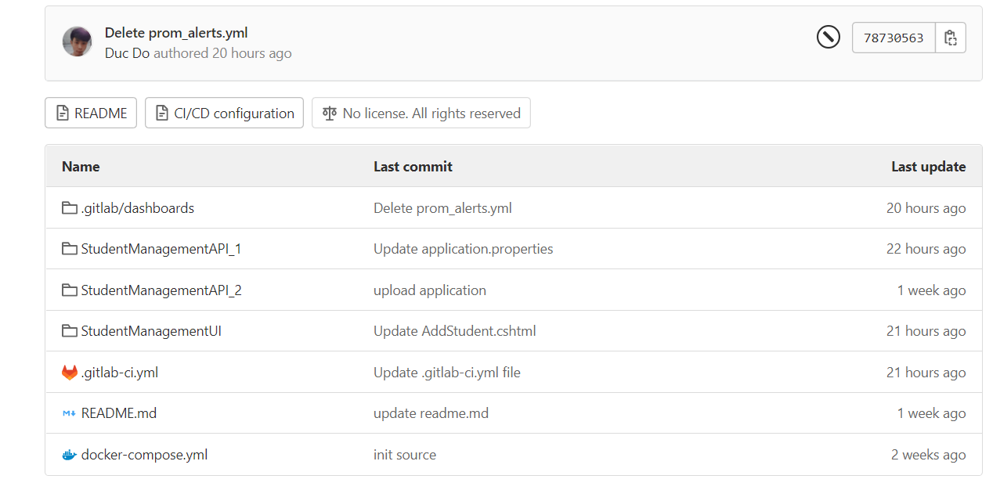 Delete prom_alerts.yml
Duc Do authored 20 hours ago
78730563
README
CI/CD configuration
No license. All rights reserved
Name Last commit Last update
.gitlab/dashboards Delete prom_alerts.yml 20 hours ago
StudentManagementAPI_1 Update application.properties 22 hours ago
StudentManagementAPI_2 upload application 1 week ago
StudentManagementUI Update AddStudent.cshtml 21 hours ago
.gitlab-ci.yml Update .gitlab-ci.yml file 21 hours ago
M↓ README.md update readme.md 1 week ago
docker-compose.yml init source 2 weeks ago